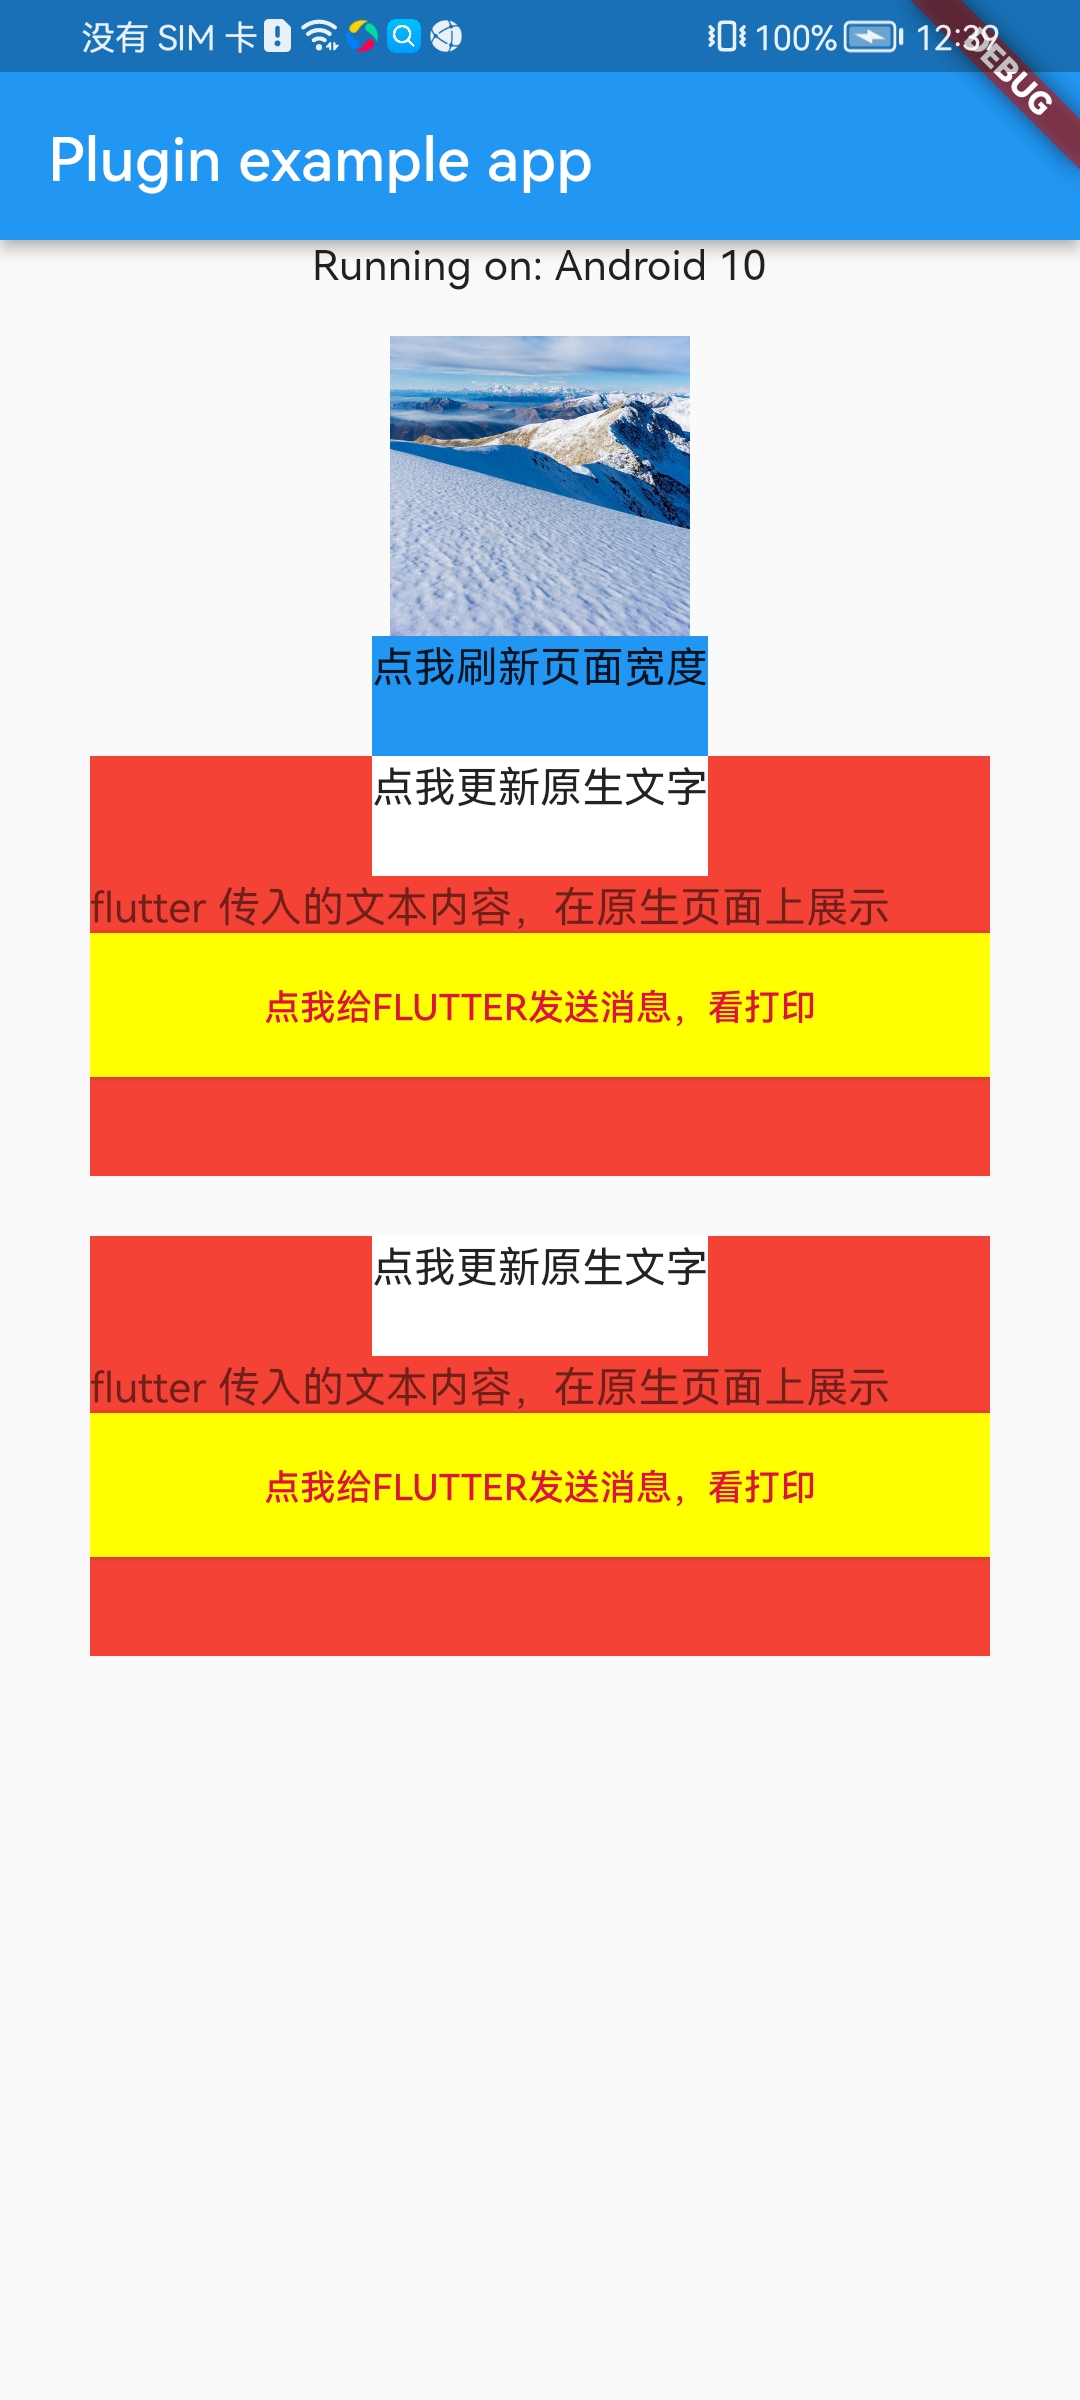 没有 SIM 卡 100% 12:39
DEBUG
Plugin example app
Running on: Android 10
点我刷新页面宽度
点我更新原生文字
flutter 传入的文本内容，在原生页面上展示
点我给FLUTTER发送消息，看打印
点我更新原生文字
flutter 传入的文本内容，在原生页面上展示
点我给FLUTTER发送消息，看打印